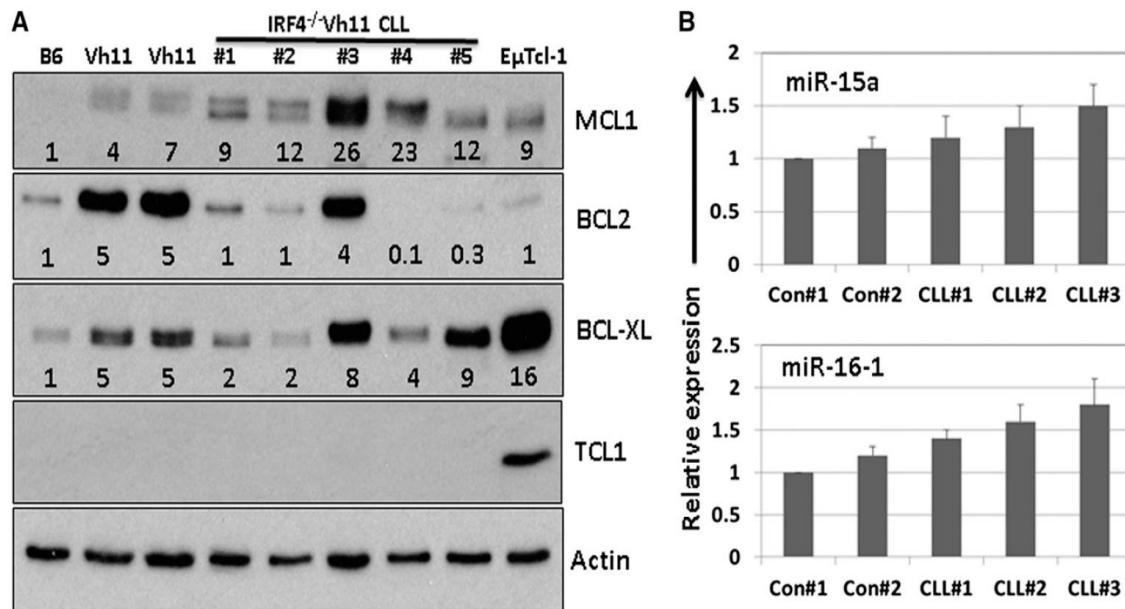 A
IRF4-/-Vh11 CLL
B6 Vh11 Vh11 #1 #2 #3 #4 #5 EμTcl-1
MCL1
1 4 7 9 12 26 23 12 9
BCL2
1 5 5 1 1 4 0.1 0.3 1
BCL-XL
1 5 5 2 2 8 4 9 16
TCL1
Actin
B
Relative expression
miR-15a
2
1.5
1
0.5
0
Con#1 Con#2 CLL#1 CLL#2 CLL#3
miR-16-1
2.5
2
1.5
1
0.5
0
Con#1 Con#2 CLL#1 CLL#2 CLL#3